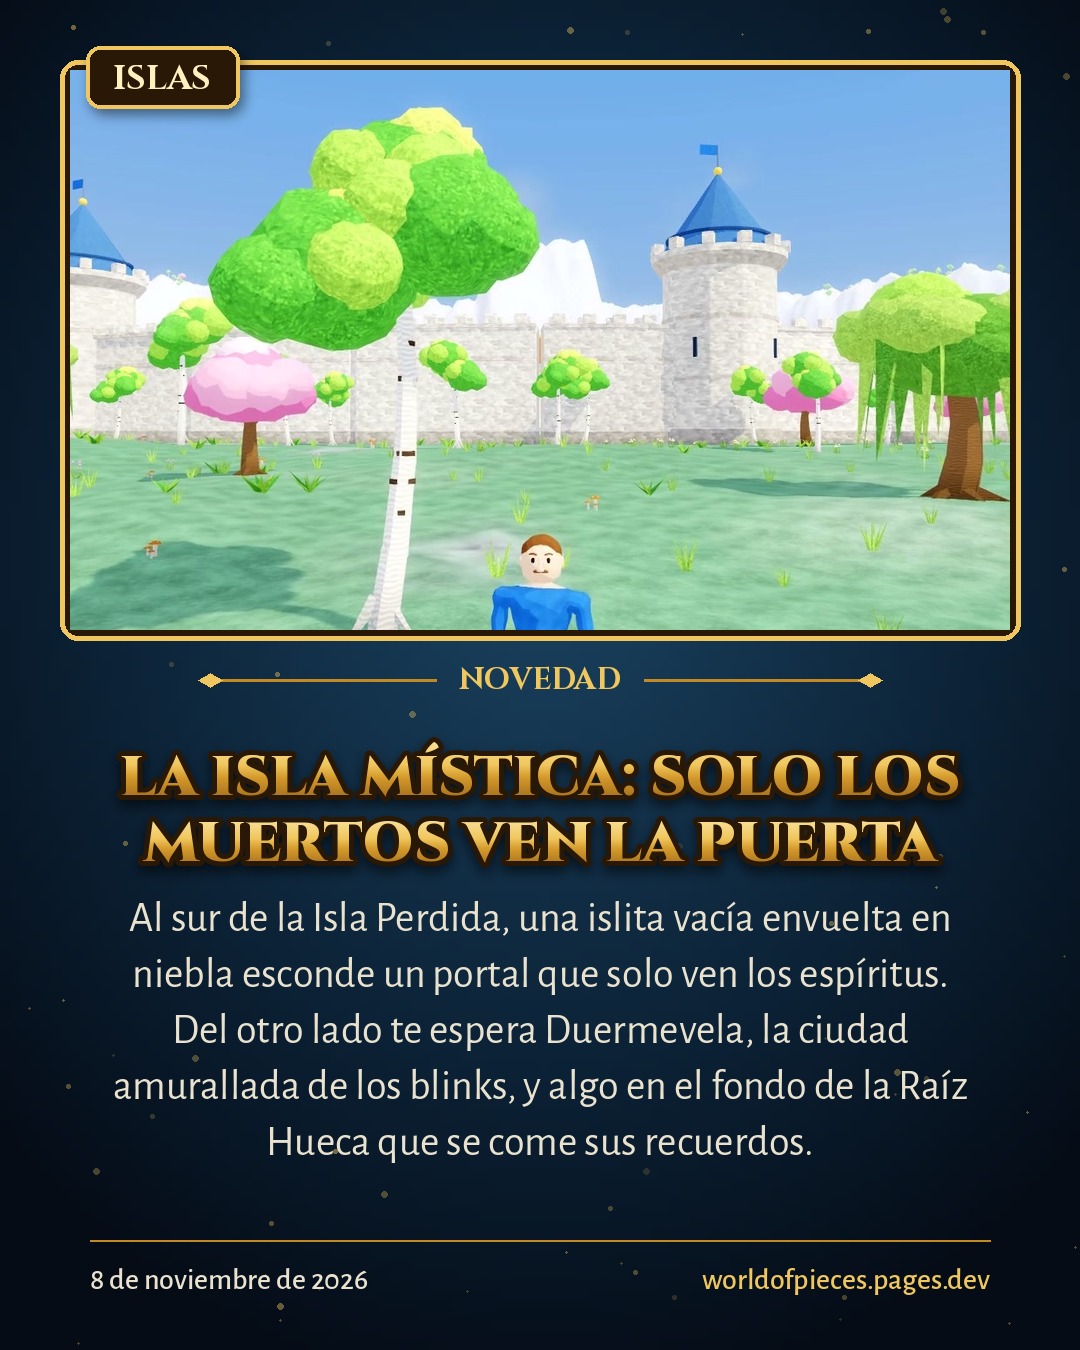 ISLAS
NOVEDAD
LA ISLA MÍSTICA: SOLO LOS
MUERTOS VEN LA PUERTA
Al sur de la Isla Perdida, una islita vacía envuelta en
niebla esconde un portal que solo ven los espíritus.
Del otro lado te espera Duermevela, la ciudad
amurallada de los blinks, y algo en el fondo de la Raíz
Hueca que se come sus recuerdos.
8 de noviembre de 2026
worldofpieces.pages.dev